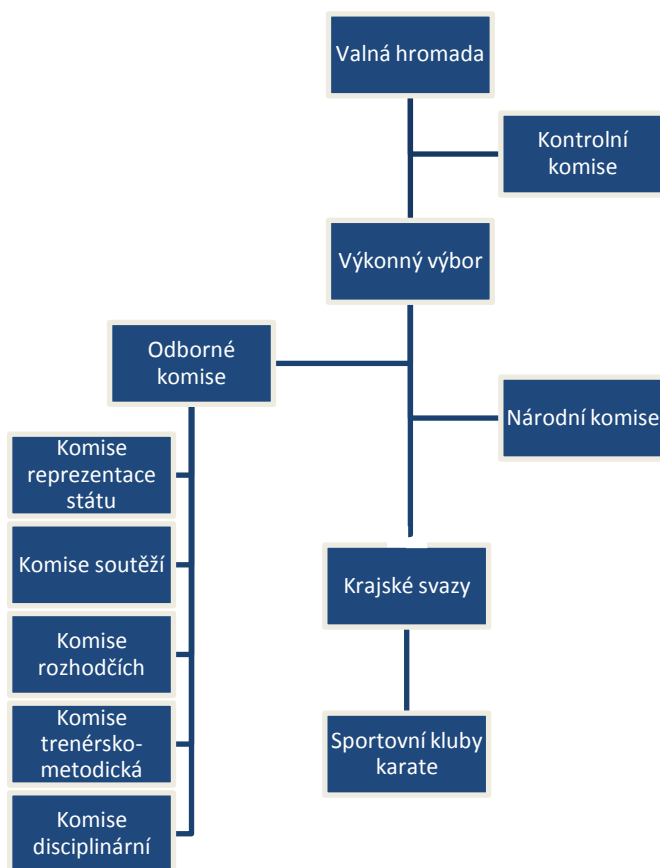 Valná hromada
Kontrolní
komise
Výkonný výbor
Odborné
komise
Národní komise
Komise
reprezentace
státu
Komise soutěží
Komise
rozhodčích
Komise
trenérsko-
metodická
Komise
disciplinární
Krajské svazy
Sportovní kluby
karate